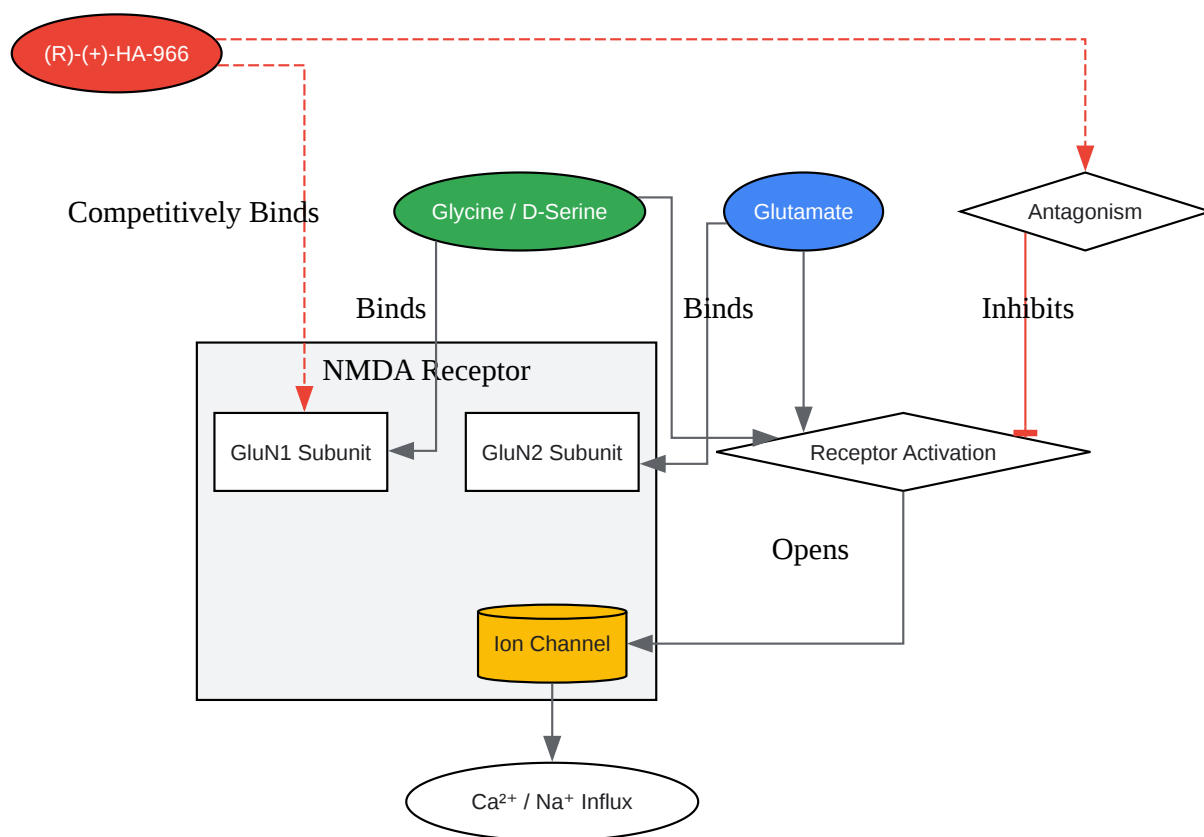 (R)-(+)-HA-966
Competitively Binds
Glycine / D-Serine
Glutamate
Antagonism
Binds
Binds
Inhibits
NMDA Receptor
GluN1 Subunit
GluN2 Subunit
Receptor Activation
Opens
Ion Channel
Ca²⁺ / Na⁺ Influx